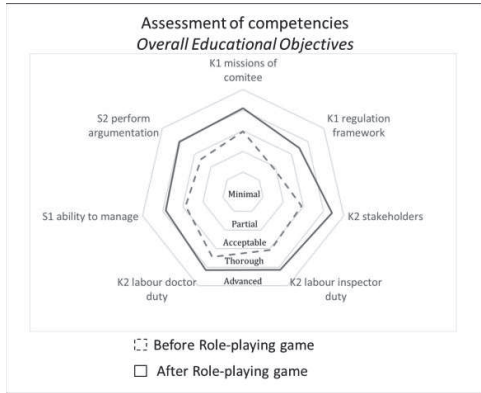 Assessment of competencies
Overall Educational Objectives
K1 missions of
comitee
S2 perform
argumentation
K1 regulation
framework
Minimal
S1 ability to manage
K2 stakeholders
Partial
Acceptable
Thorough
K2 labour doctor
duty
Advanced
K2 labour inspector
duty
Before Role-playing game
After Role-playing game